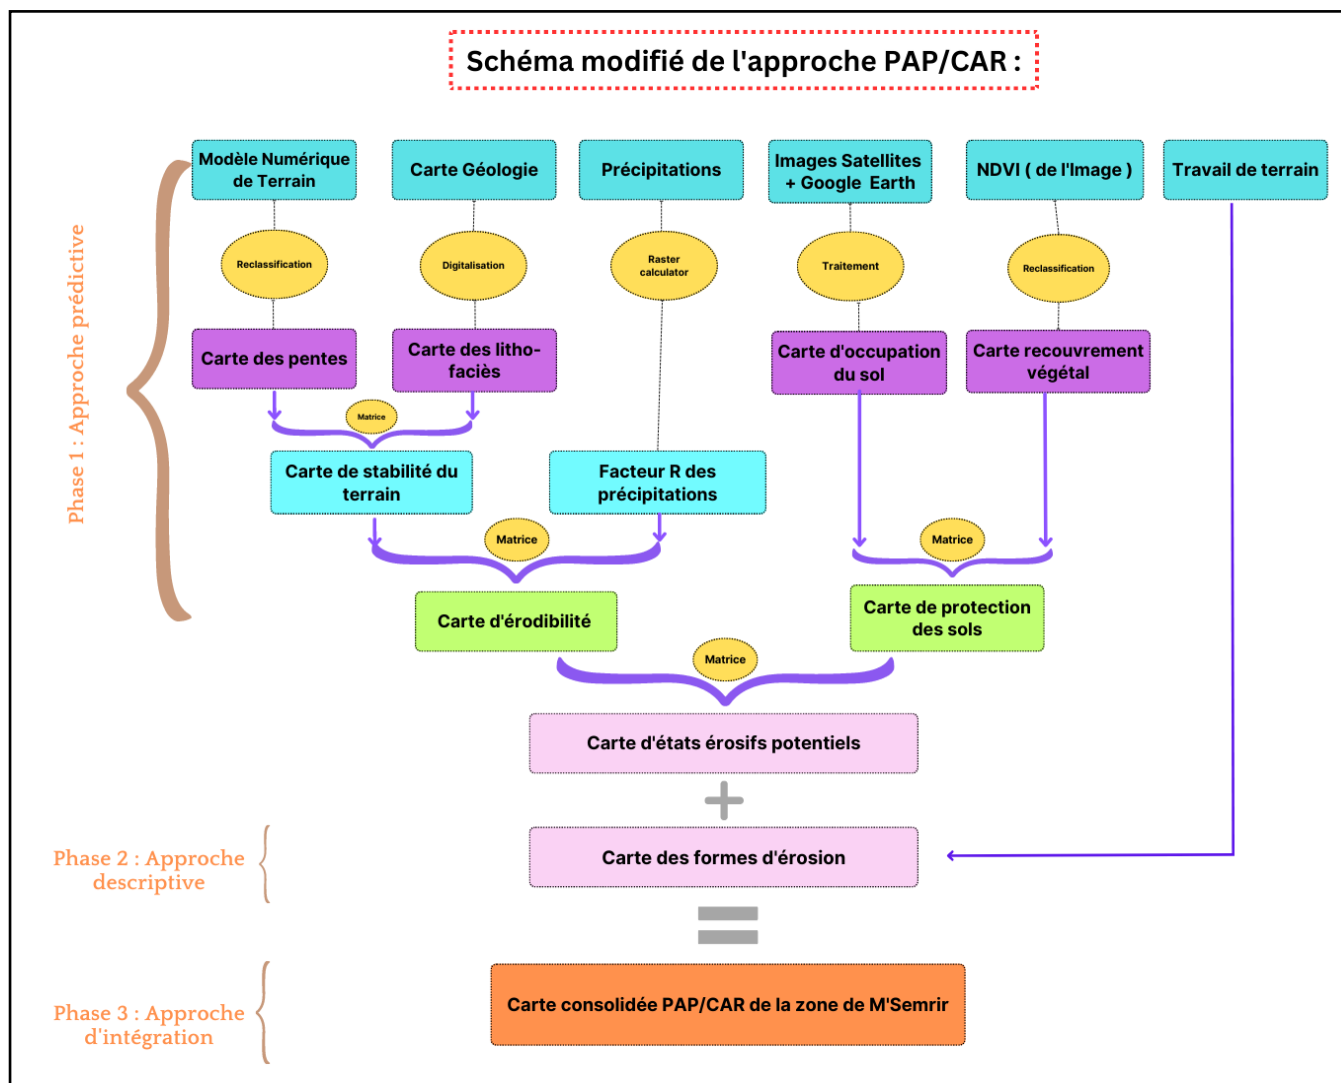 Schéma modifié de l'approche PAP/CAR :
Modèle Numérique
de Terrain
Carte Géologie
Précipitations
Images Satellites
+ Google Earth
NDVI ( de l'Image )
Travail de terrain
Reclassification
Digitalisation
Raster
calculator
Traitement
Reclassification
Phase 1 : Approche prédictive
Carte des pentes
Carte des litho-
faciès
Carte d'occupation
du sol
Carte recouvrement
végétal
Matrice
Carte de stabilité du
terrain
Facteur R des
précipitations
Matrice
Matrice
Carte d'érodibilité
Carte de protection
des sols
Matrice
Carte d'états érosifs potentiels
Phase 2 : Approche
descriptive
Carte des formes d'érosion
Phase 3 : Approche
d'intégration
Carte consolidée PAP/CAR de la zone de M'Semrir